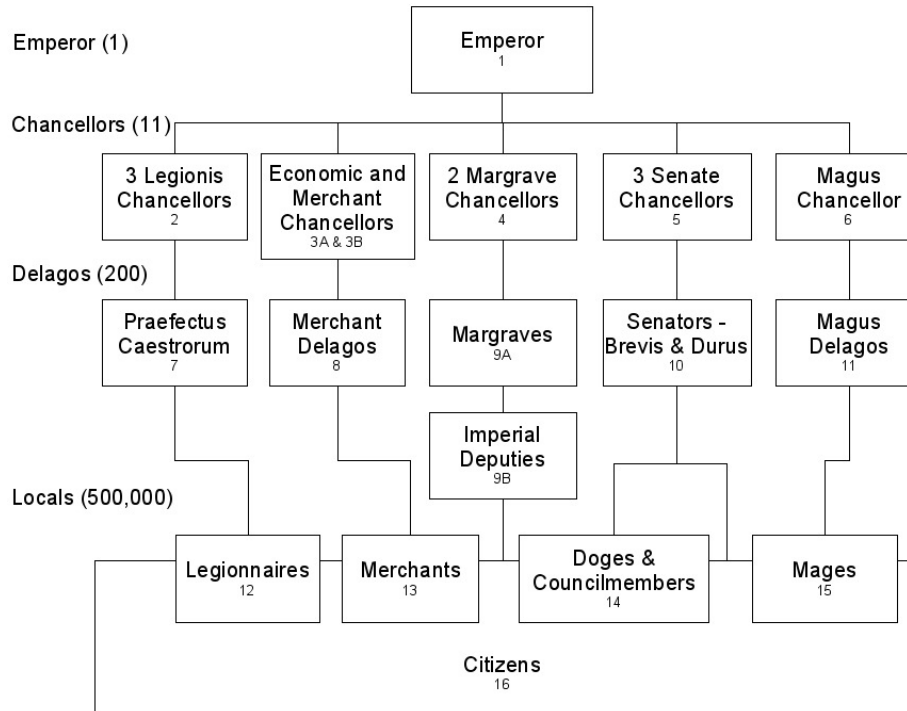 Emperor (1)
Emperor
1
Chancellors (11)
3 Legionis
Chancellors
2
Economic and
Merchant
Chancellors
3A & 3B
2 Margrave
Chancellors
4
3 Senate
Chancellors
5
Magus
Chancellor
6
Delagos (200)
Praefectus
Caestrorum
7
Merchant
Delagos
8
Margraves
9A
Senators -
Brevis & Durus
10
Magus
Delagos
11
Imperial
Deputies
9B
Locals (500,000)
Legionnaires
12
Merchants
13
Doges &
Councilmembers
14
Mages
15
Citizens
16